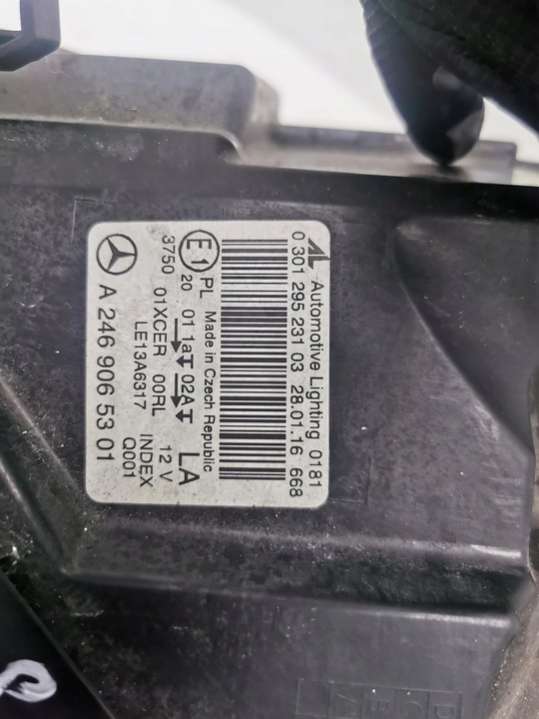 AL Automotive Lighting 0181
0 301 295 231 03 28.01.16 668
PL Made in Czech Republic
E1 20 01 1a 02A LA
3750 01XCER 00RL 12 V
LE13A6317 INDEX
A 246 906 53 01 Q001